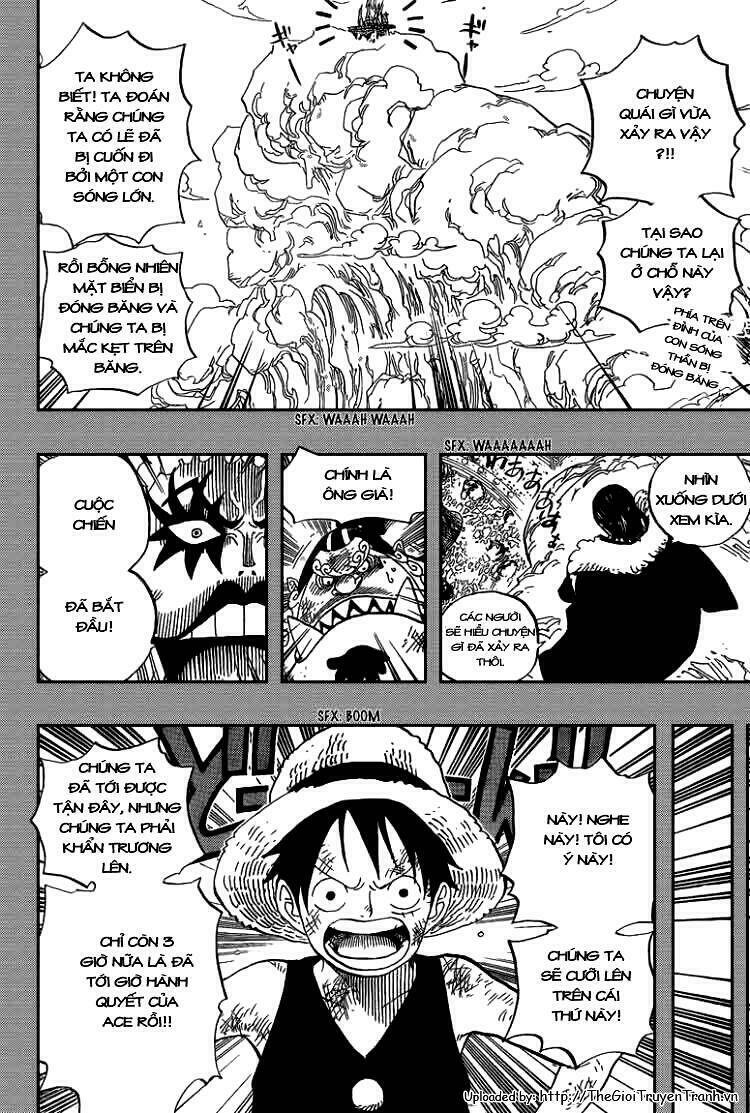 CHUYỆN
QUÁI GÌ VỪA
XẢY RA VẬY
?!!
TẠI SAO
CHÚNG TA LẠI
Ở CHỖ NÀY
VẬY?
PHÍA TRÊN
ĐỈNH CỦA
CON SÓNG
THẦN BỊ
ĐÓNG BĂNG
TA KHÔNG
BIẾT! TA ĐOÁN
RẰNG CHÚNG
TA CÓ LẼ ĐÃ
BỊ CUỐN ĐI
BỞI MỘT CON
SÓNG LỚN.
RỒI BỖNG NHIÊN
MẶT BIỂN BỊ
ĐÓNG BĂNG VÀ
CHÚNG TA BỊ
MẮC KẸT TRÊN
BĂNG.
SFX: WAAAH WAAAH
SFX: WAAAAAAAH
NHÌN
XUỐNG DƯỚI
XEM KÌA.
CÁC NGƯỜI
SẼ HIỂU CHUYỆN
GÌ ĐÃ XẢY RA
THÔI.
CHÍNH LÀ
ÔNG GIÀ!
CUỘC
CHIẾN
ĐÃ BẮT
ĐẦU!
SFX: BOOM
NÀY! NGHE
NÀY! TÔI CÓ
Ý NÀY!
CHÚNG TA
SẼ CƯỠI LÊN
TRÊN CÁI
THỨ NÀY!
CHÚNG TA
ĐÃ TỚI ĐƯỢC
TẬN ĐÂY, NHƯNG
CHÚNG TA PHẢI
KHẨN TRƯƠNG
LÊN.
CHỈ CÒN 3
GIỜ NỮA LÀ ĐÃ
TỚI GIỜ HÀNH
QUYẾT CỦA
ACE RỒI!!!
Uploaded by: http://TheGioiTruyenTranh.vn